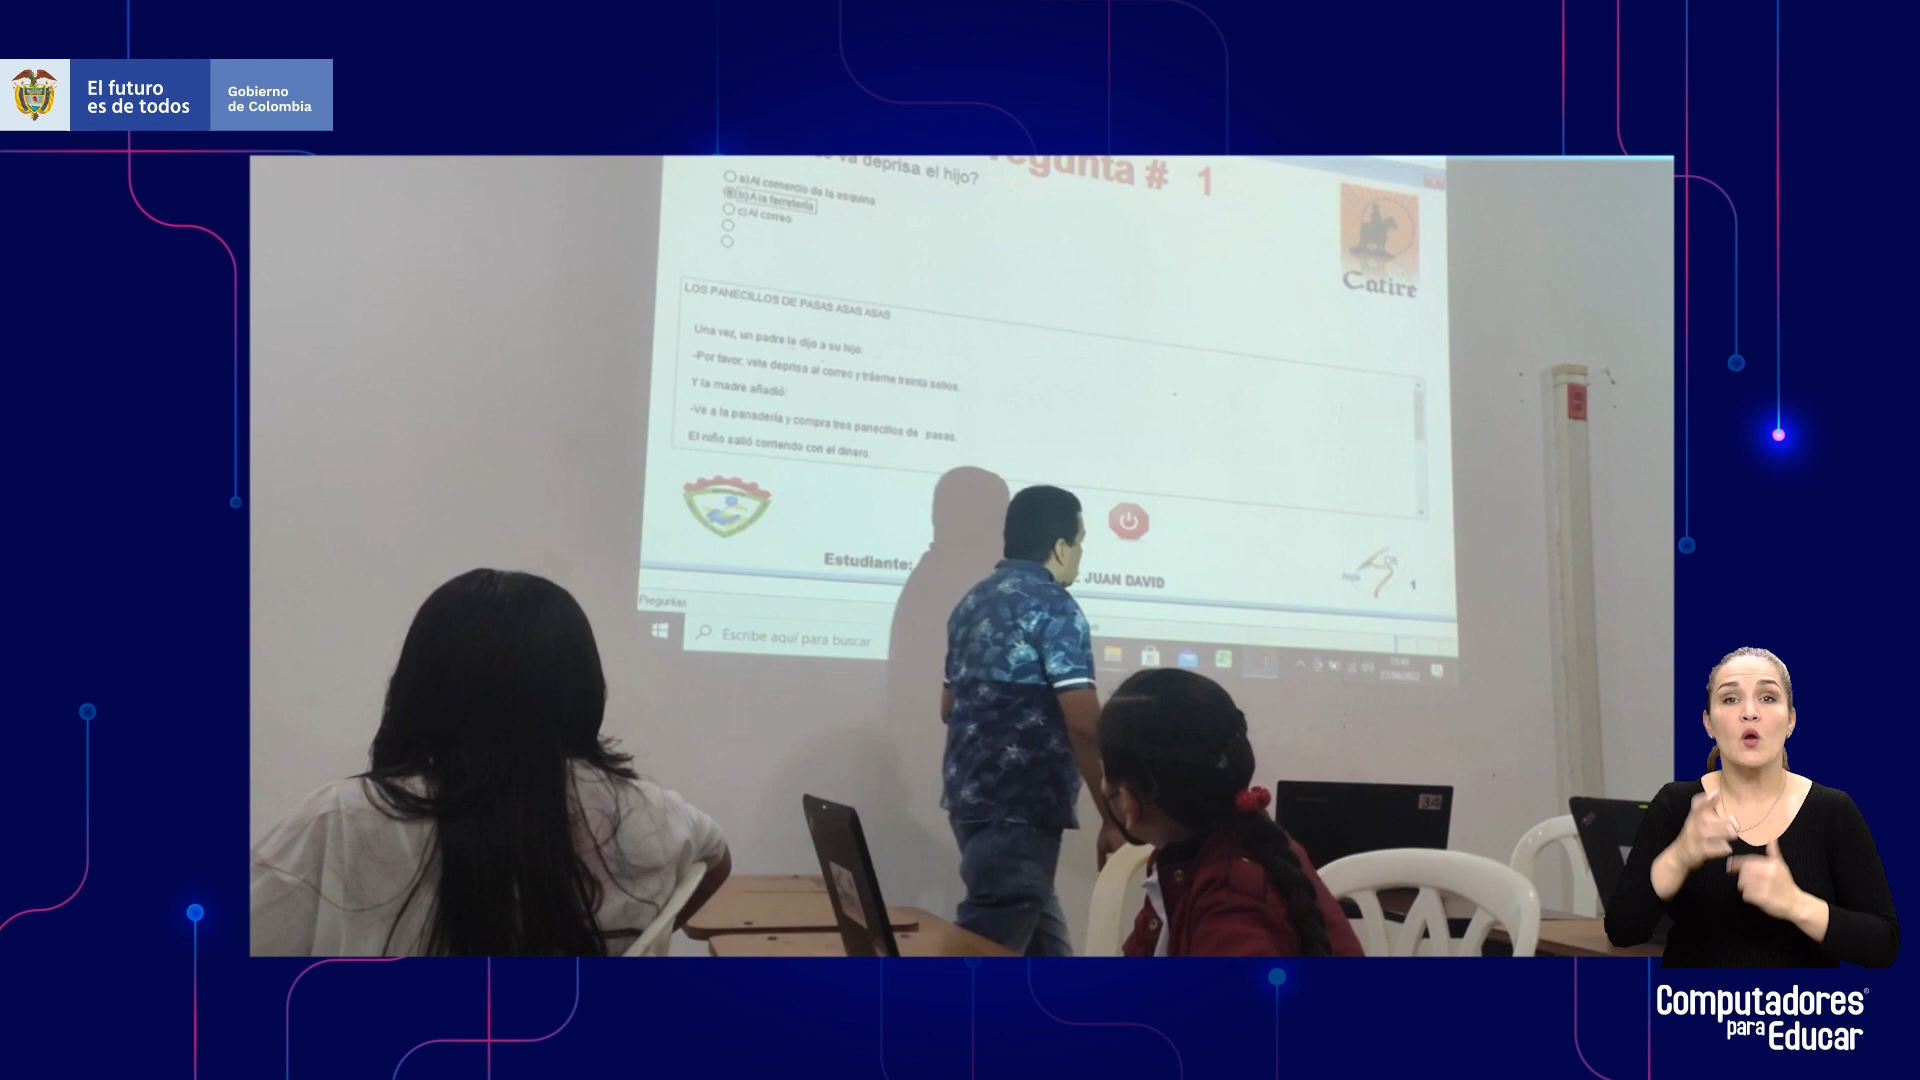 El futuro
es de todos
Gobierno
de Colombia
va deprisa el hijo?
Pregunta # 1
a) Al comercio de la esquina
b) A la ferretería
c) Al correo
Catire
LOS PANECILLOS DE PASAS ASAS ASAS
Una vez, un padre le dijo a su hijo:
-Por favor, vete deprisa al correo y tráeme treinta sellos.
Y la madre añadió:
-Ve a la panadería y compra tres panecillos de pasas.
El niño salió corriendo con el dinero.
Estudiante:
JUAN DAVID
1
Preguntas
Escribe aquí para buscar
34
Computadores
para Educar